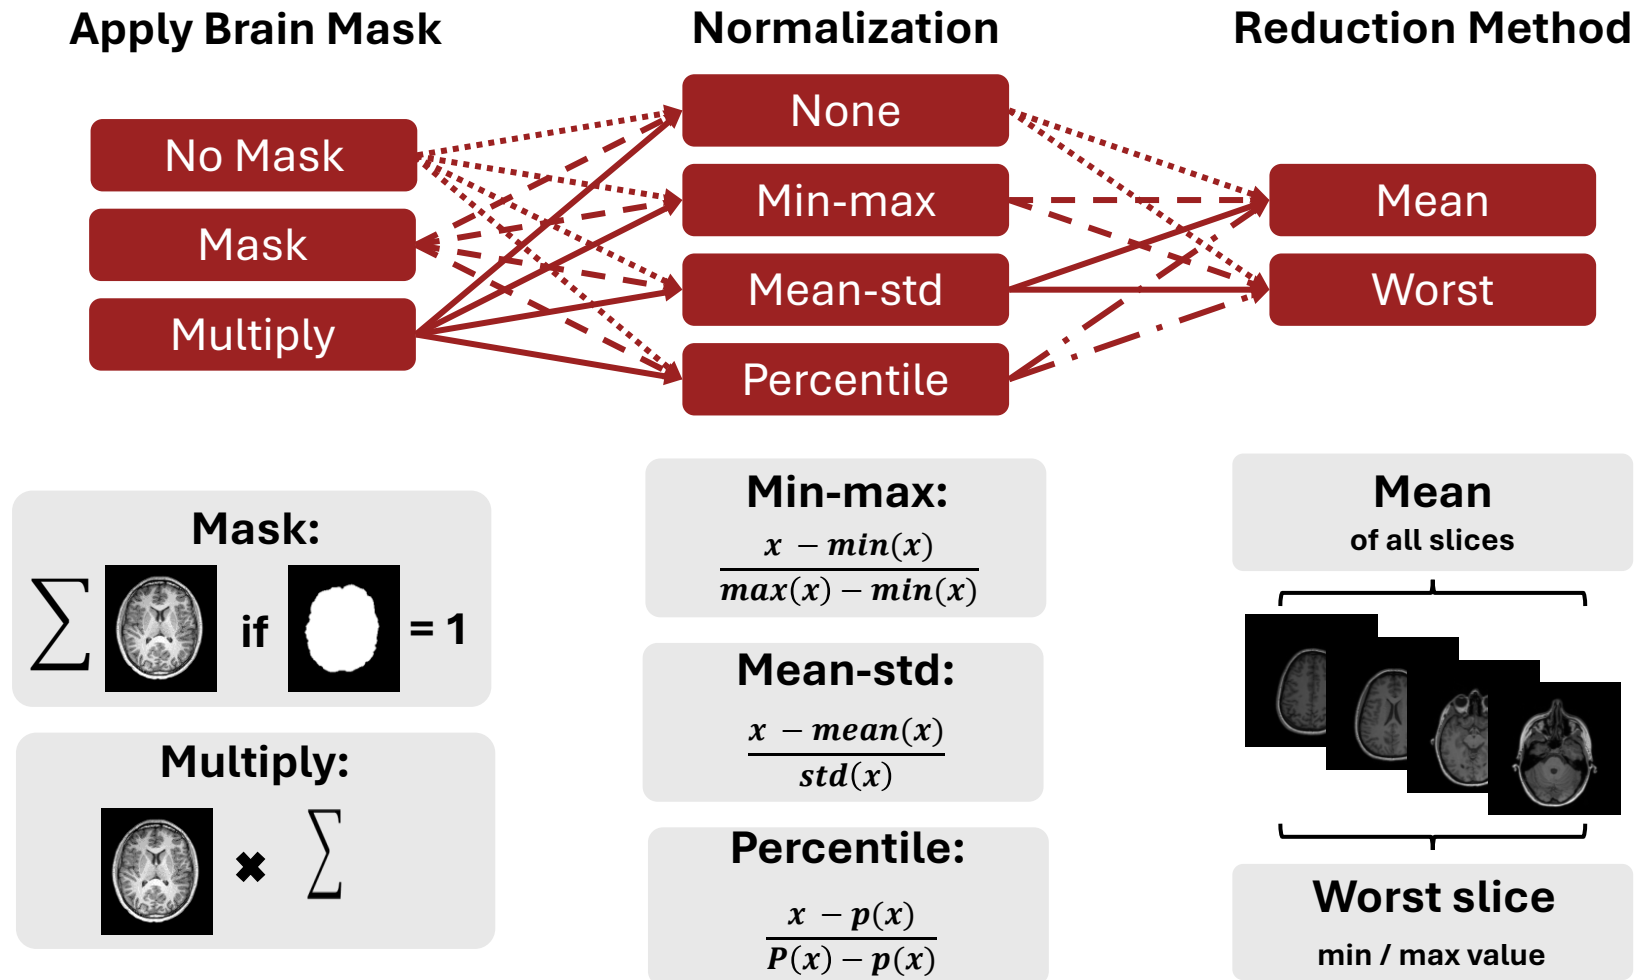 Apply Brain Mask
Normalization
Reduction Method
No Mask
Mask
Multiply
None
Min-max
Mean-std
Percentile
Mean
Worst
Mask:
∑ if = 1
Multiply:
✖ ∑
Min-max:
x − min(x)
max(x) − min(x)
Mean-std:
x − mean(x)
std(x)
Percentile:
x − p(x)
P(x) − p(x)
Mean
of all slices
Worst slice
min / max value